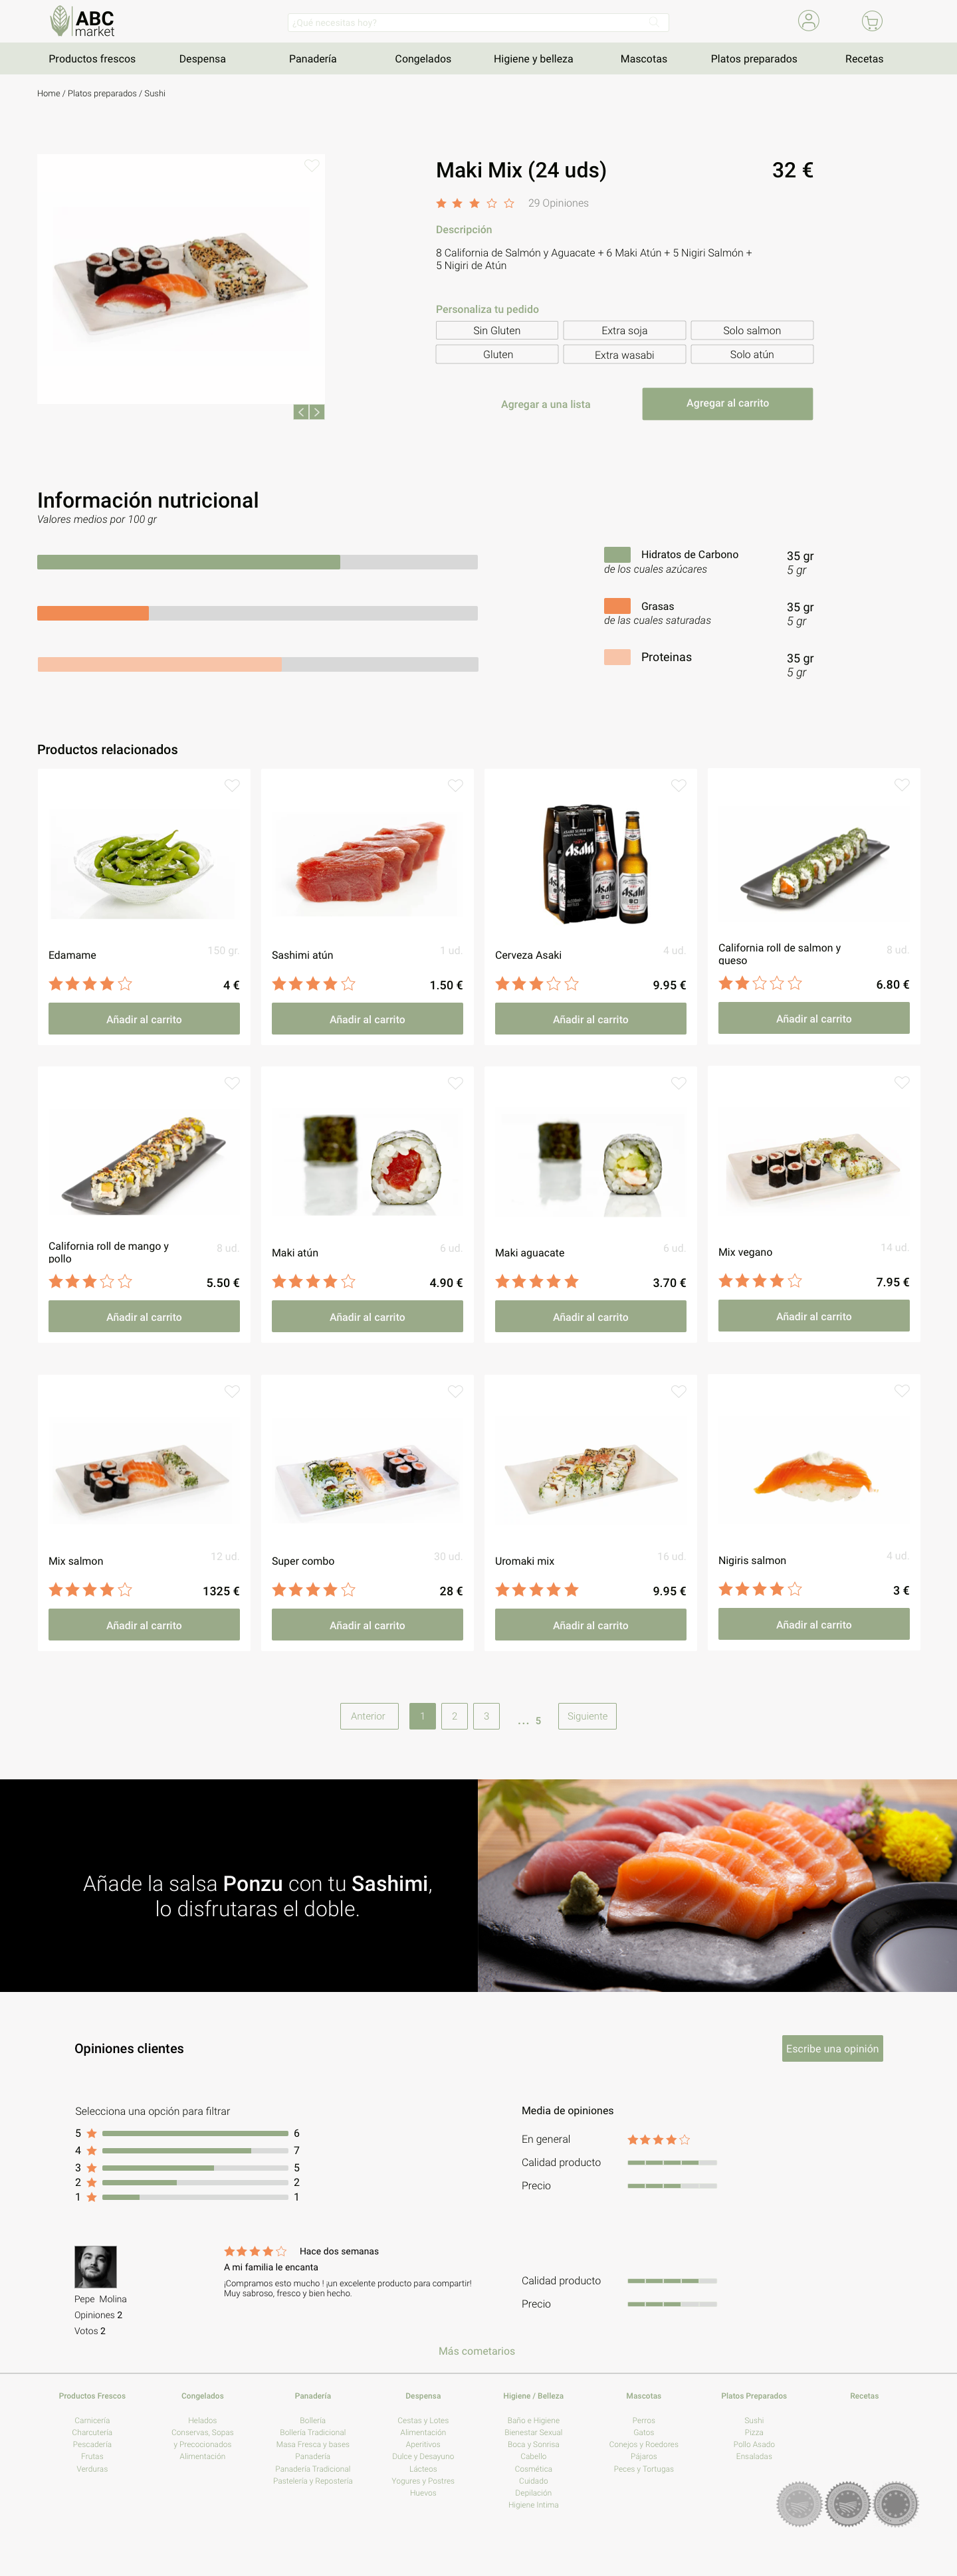 ABC
market
¿Qué necesitas hoy?
Productos frescos
Despensa
Panadería
Congelados
Higiene y belleza
Mascotas
Platos preparados
Recetas
Home / Platos preparados / Sushi
Maki Mix (24 uds)
32 €
29 Opiniones
Descripción
8 California de Salmón y Aguacate + 6 Maki Atún + 5 Nigiri Salmón +
5 Nigiri de Atún
Personaliza tu pedido
Sin Gluten
Extra soja
Solo salmon
Gluten
Extra wasabi
Solo atún
Agregar a una lista
Agregar al carrito
Información nutricional
Valores medios por 100 gr
Hidratos de Carbono
35 gr
de los cuales azúcares
5 gr
Grasas
35 gr
de las cuales saturadas
5 gr
Proteinas
35 gr
5 gr
Productos relacionados
Edamame
150 gr.
4 €
Añadir al carrito
Sashimi atún
1 ud.
1.50 €
Añadir al carrito
Asahi
Asahi
Asahi
Cerveza Asaki
4 ud.
9.95 €
Añadir al carrito
California roll de salmon y
queso
8 ud.
6.80 €
Añadir al carrito
California roll de mango y
pollo
8 ud.
5.50 €
Añadir al carrito
Maki atún
6 ud.
4.90 €
Añadir al carrito
Maki aguacate
6 ud.
3.70 €
Añadir al carrito
Mix vegano
14 ud.
7.95 €
Añadir al carrito
Mix salmon
12 ud.
1325 €
Añadir al carrito
Super combo
30 ud.
28 €
Añadir al carrito
Uromaki mix
16 ud.
9.95 €
Añadir al carrito
Nigiris salmon
4 ud.
3 €
Añadir al carrito
Anterior
1
2
3
... 5
Siguiente
Añade la salsa Ponzu con tu Sashimi,
lo disfrutaras el doble.
Opiniones clientes
Escribe una opinión
Selecciona una opción para filtrar
5
6
4
7
3
5
2
2
1
1
Media de opiniones
En general
Calidad producto
Precio
Pepe Molina
Opiniones 2
Votos 2
Hace dos semanas
A mi familia le encanta
¡Compramos esto mucho ! ¡un excelente producto para compartir!
Muy sabroso, fresco y bien hecho.
Calidad producto
Precio
Más cometarios
Productos Frescos
Carnicería
Charcutería
Pescadería
Frutas
Verduras
Congelados
Helados
Conservas, Sopas
y Precocionados
Alimentación
Panadería
Bollería
Bollería Tradicional
Masa Fresca y bases
Panadería
Panadería Tradicional
Pastelería y Repostería
Despensa
Cestas y Lotes
Alimentación
Aperitivos
Dulce y Desayuno
Lácteos
Yogures y Postres
Huevos
Higiene / Belleza
Baño e Higiene
Bienestar Sexual
Boca y Sonrisa
Cabello
Cosmética
Cuidado
Depilación
Higiene Intima
Mascotas
Perros
Gatos
Conejos y Roedores
Pájaros
Peces y Tortugas
Platos Preparados
Sushi
Pizza
Pollo Asado
Ensaladas
Recetas